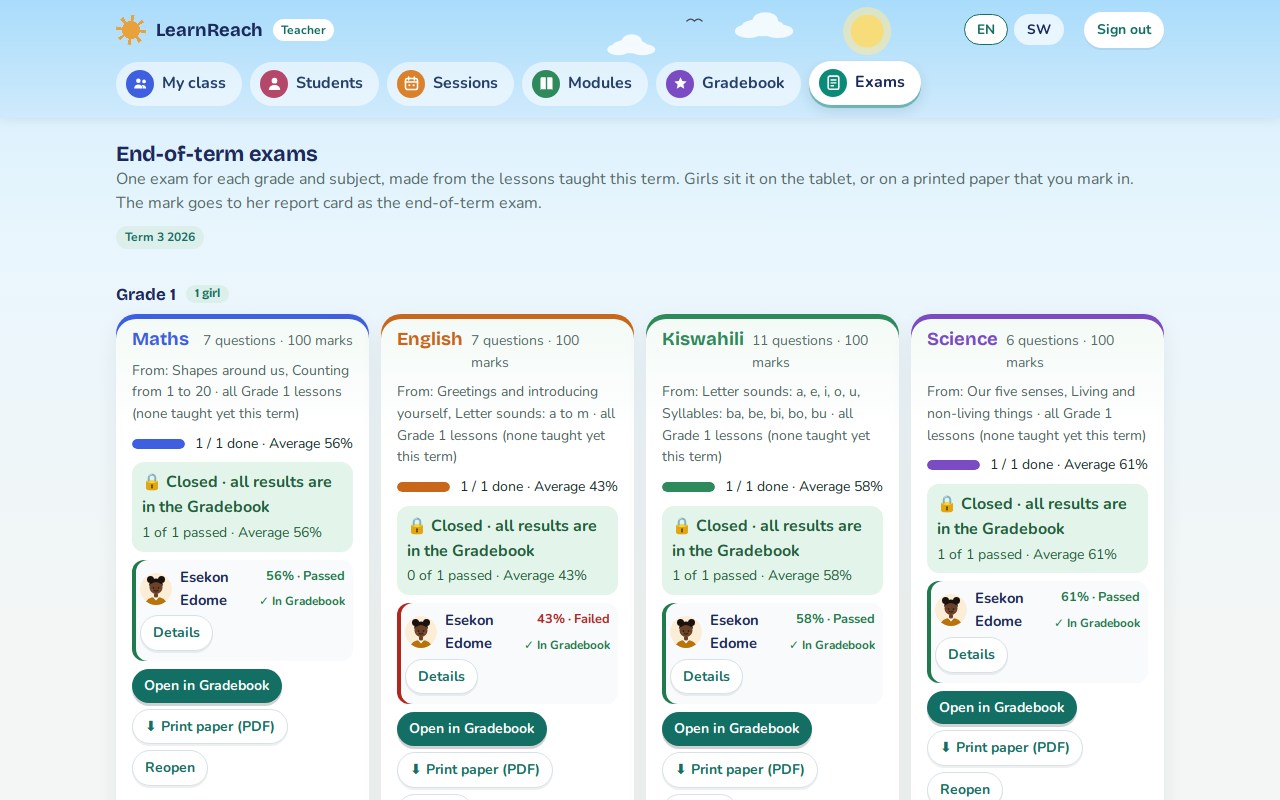 LearnReach Teacher EN SW Sign out
My class Students Sessions Modules Gradebook Exams
End-of-term exams
One exam for each grade and subject, made from the lessons taught this term. Girls sit it on the tablet, or on a printed paper that you mark in.
The mark goes to her report card as the end-of-term exam.
Term 3 2026
Grade 1 1 girl
Maths 7 questions · 100 marks
From: Shapes around us, Counting
from 1 to 20 · all Grade 1 lessons
(none taught yet this term)
1 / 1 done · Average 56%
🔒 Closed · all results are
in the Gradebook
1 of 1 passed · Average 56%
Esekon
Edome
56% · Passed
✓ In Gradebook
Details
Open in Gradebook
⬇ Print paper (PDF)
Reopen
English 7 questions · 100
marks
From: Greetings and introducing
yourself, Letter sounds: a to m · all
Grade 1 lessons (none taught yet
this term)
1 / 1 done · Average 43%
🔒 Closed · all results are
in the Gradebook
0 of 1 passed · Average 43%
Esekon
Edome
43% · Failed
✓ In Gradebook
Details
Open in Gradebook
⬇ Print paper (PDF)
Kiswahili 11 questions · 100
marks
From: Letter sounds: a, e, i, o, u,
Syllables: ba, be, bi, bo, bu · all
Grade 1 lessons (none taught yet
this term)
1 / 1 done · Average 58%
🔒 Closed · all results are
in the Gradebook
1 of 1 passed · Average 58%
Esekon
Edome
58% · Passed
✓ In Gradebook
Details
Open in Gradebook
⬇ Print paper (PDF)
Science 6 questions · 100
marks
From: Our five senses, Living and
non-living things · all Grade 1
lessons (none taught yet this term)
1 / 1 done · Average 61%
🔒 Closed · all results are
in the Gradebook
1 of 1 passed · Average 61%
Esekon
Edome
61% · Passed
✓ In Gradebook
Details
Open in Gradebook
⬇ Print paper (PDF)
Reopen